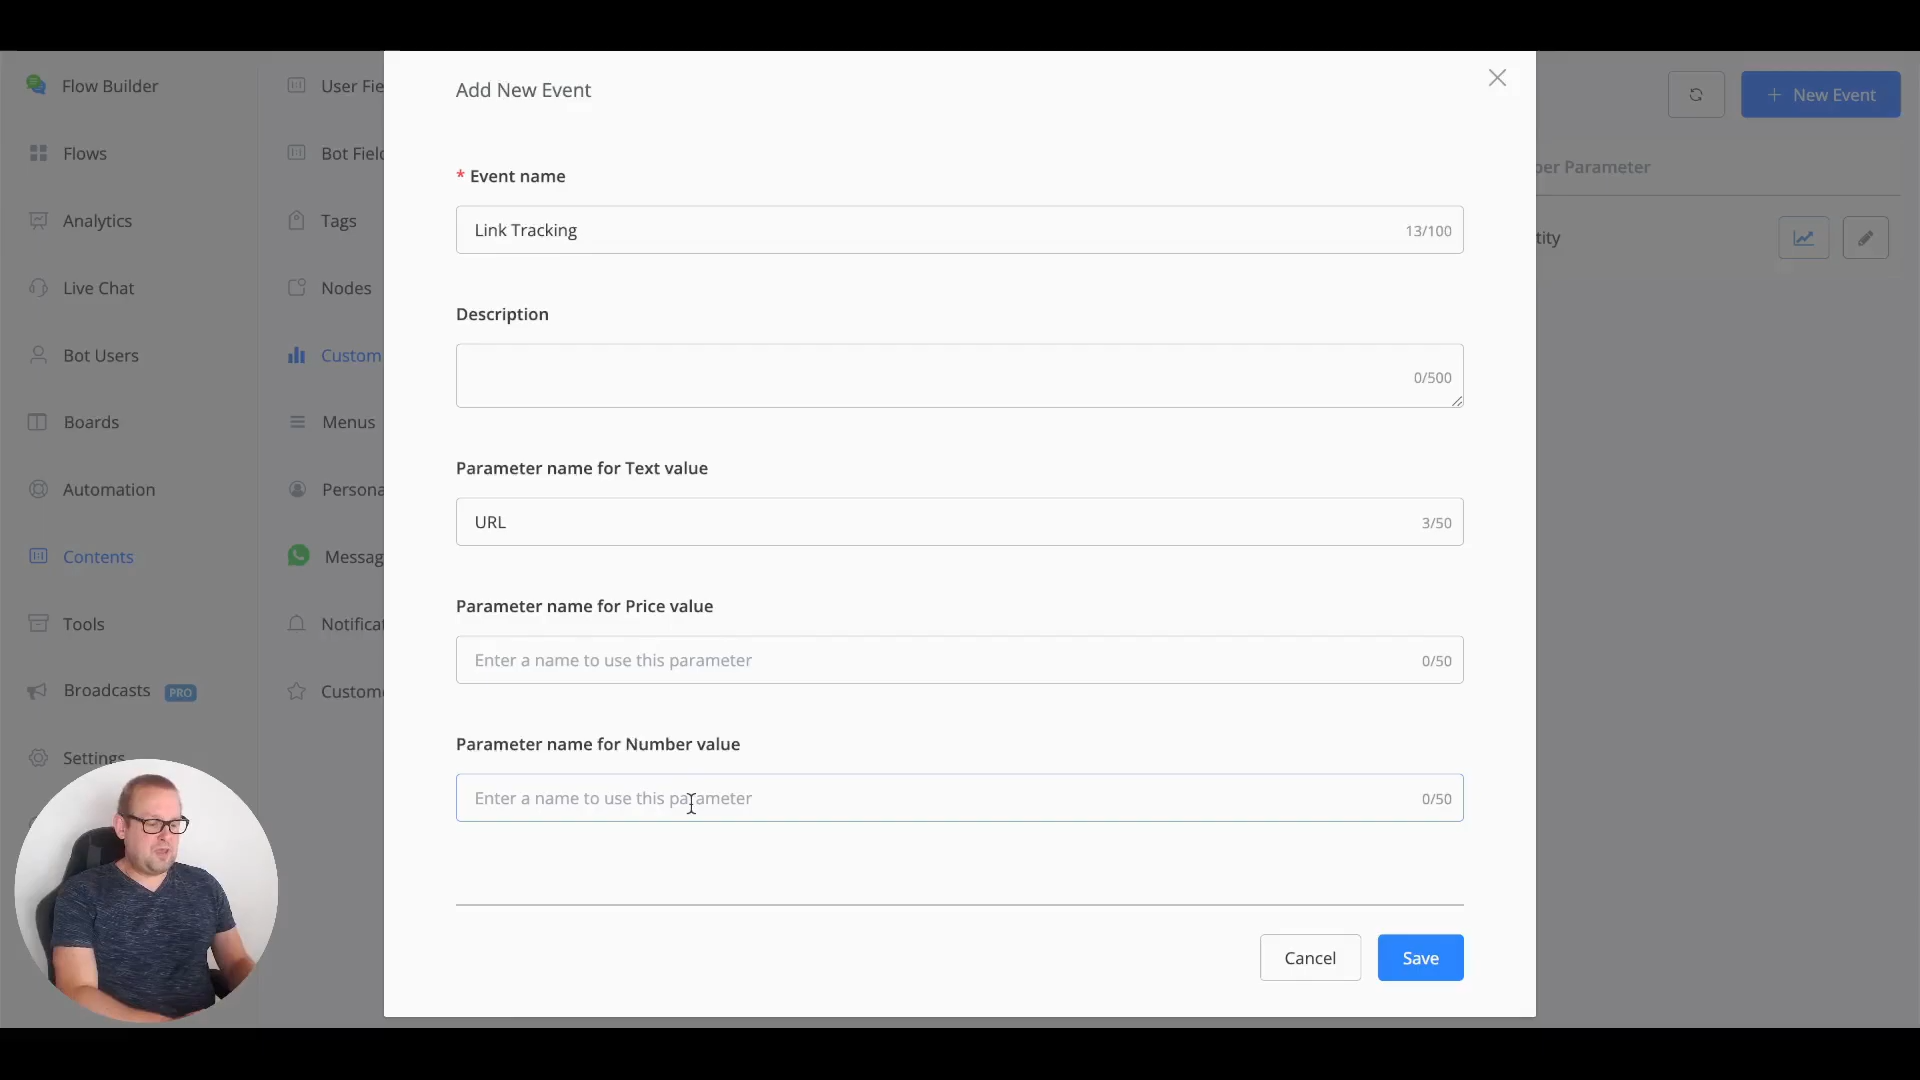 Flow Builder
Flows
Analytics
Live Chat
Bot Users
Boards
Automation
Contents
Tools
Broadcasts PRO
Settings
User Fie
Bot Field
Tags
Nodes
Custom
Menus
Persona
Messag
Notificat
Custome
Add New Event
* Event name
Link Tracking 13/100
Description
0/500
Parameter name for Text value
URL 3/50
Parameter name for Price value
Enter a name to use this parameter 0/50
Parameter name for Number value
Enter a name to use this parameter 0/50
Cancel
Save
+ New Event
ber Parameter
tity